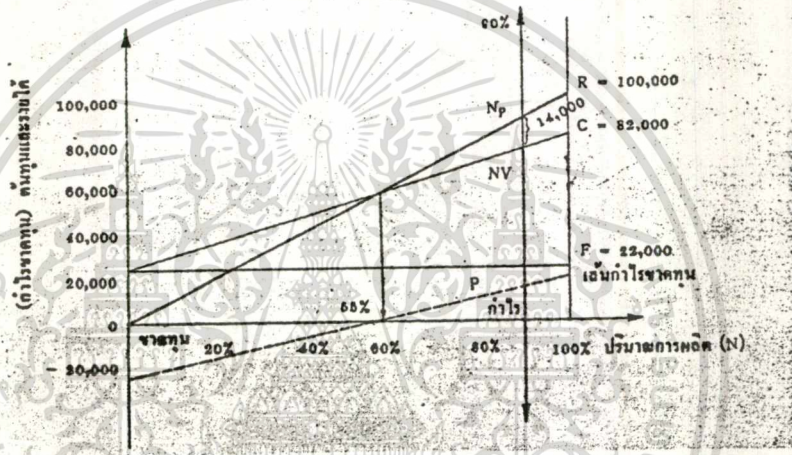 90%
(กำไรขาดทุน) ต้นทุนและรายได้
100,000
80,000
60,000
40,000
20,000
0
- 20,000
Np
14,000
R = 100,000
C = 82,000
NV
F = 22,000
เส้นกำไรขาดทุน
P
กำไร
55%
ขาดทุน
20%
40%
60%
80%
100%
ปริมาณการผลิต (N)